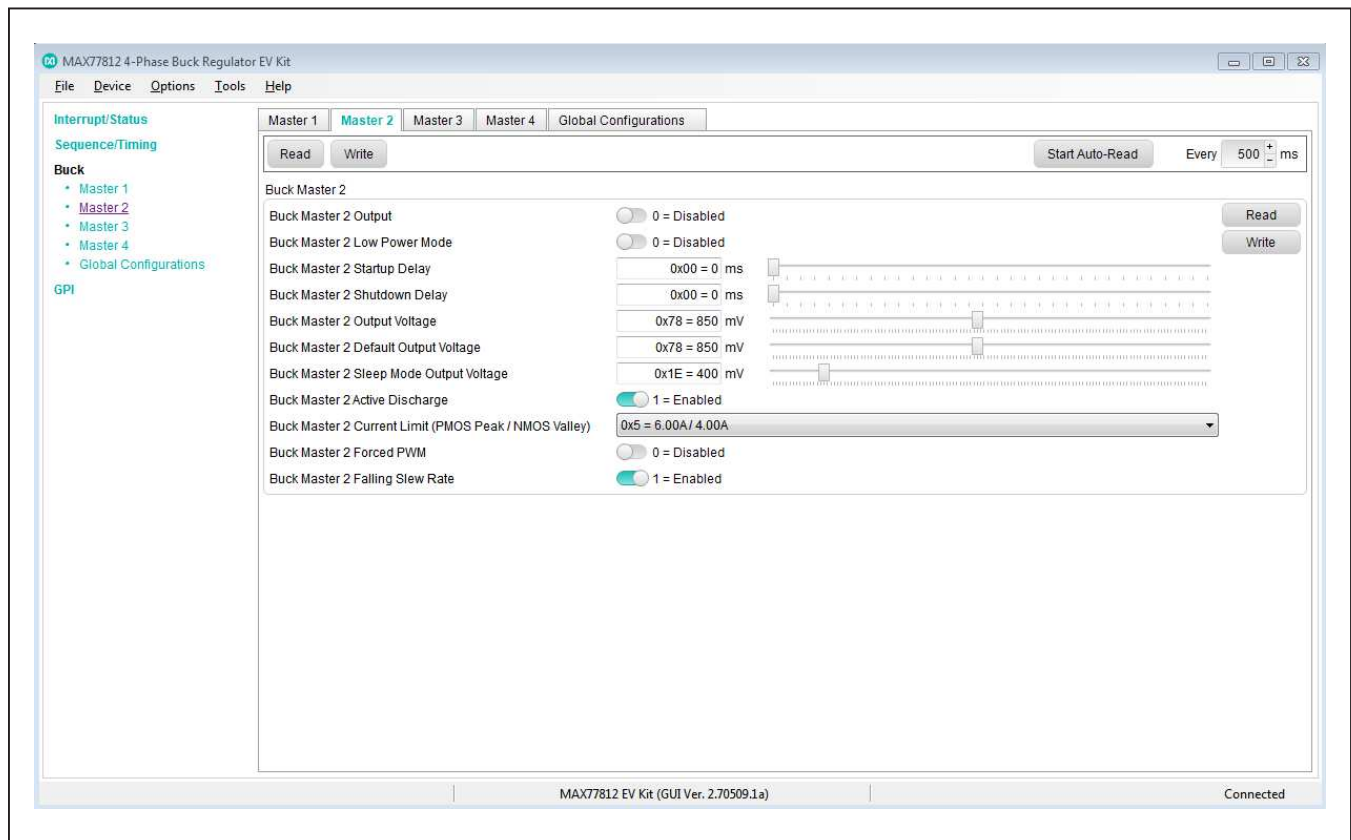 MAX77812 4-Phase Buck Regulator EV Kit
File Device Options Tools Help
Interrupt/Status
Sequence/Timing
Buck
• Master 1
• Master 2
• Master 3
• Master 4
• Global Configurations
GPI
Master 1 Master 2 Master 3 Master 4 Global Configurations
Read Write Start Auto-Read Every 500 + - ms
Buck Master 2
Buck Master 2 Output 0 = Disabled Read
Buck Master 2 Low Power Mode 0 = Disabled Write
Buck Master 2 Startup Delay 0x00 = 0 ms
Buck Master 2 Shutdown Delay 0x00 = 0 ms
Buck Master 2 Output Voltage 0x78 = 850 mV
Buck Master 2 Default Output Voltage 0x78 = 850 mV
Buck Master 2 Sleep Mode Output Voltage 0x1E = 400 mV
Buck Master 2 Active Discharge 1 = Enabled
Buck Master 2 Current Limit (PMOS Peak / NMOS Valley) 0x5 = 6.00A/ 4.00A
Buck Master 2 Forced PWM 0 = Disabled
Buck Master 2 Falling Slew Rate 1 = Enabled
MAX77812 EV Kit (GUI Ver. 2.70509.1a) Connected